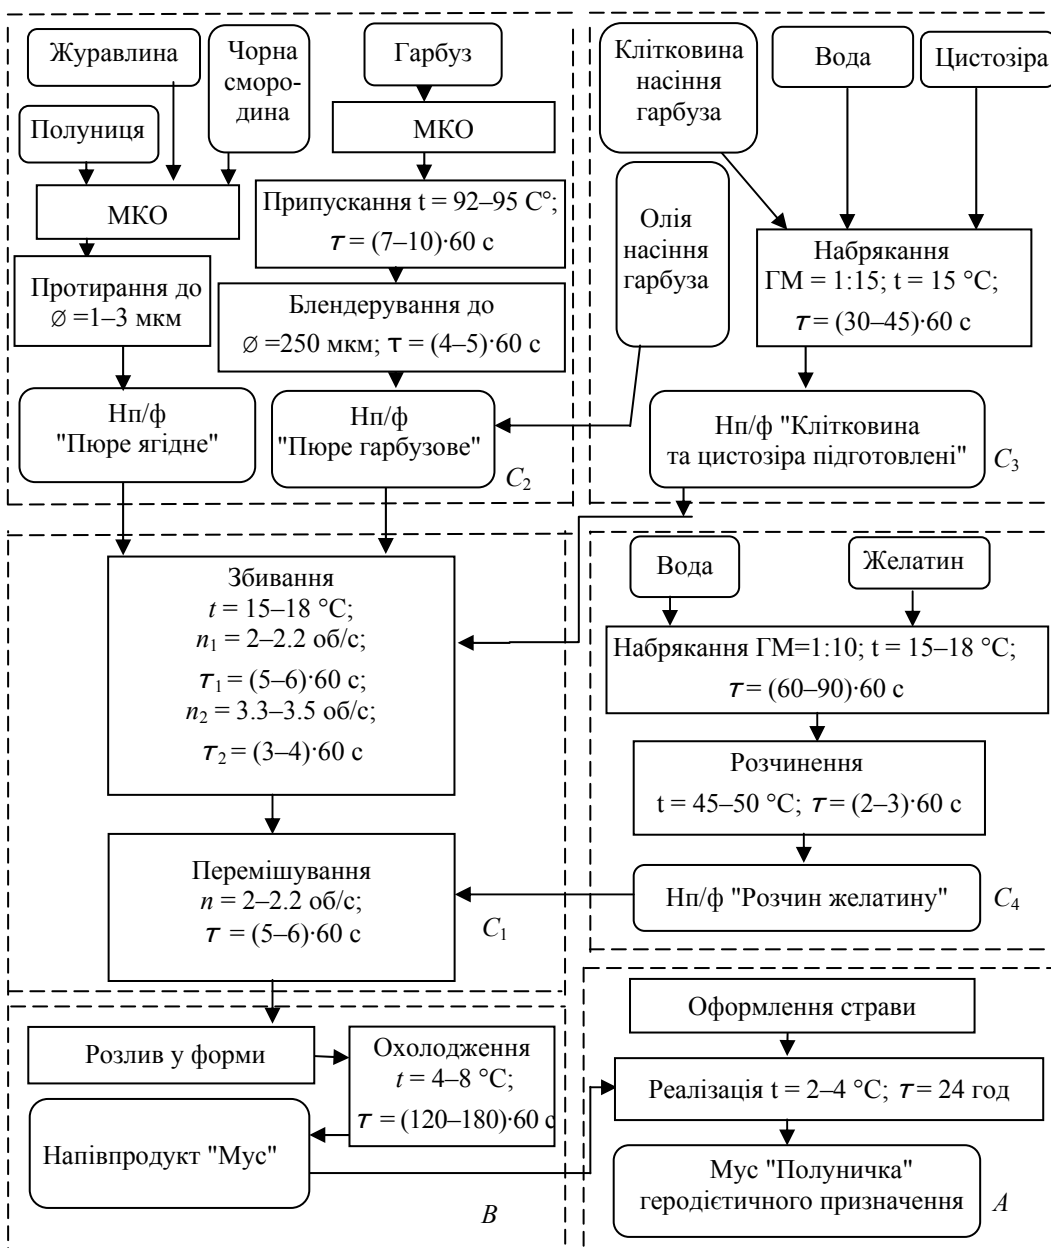 Журавлина
Чорна
сморо-
дина
Гарбуз
Полуниця
МКО
МКО
Припускання t = 92–95 С°;
τ = (7–10)·60 с
Протирання до
∅ =1–3 мкм
Блендерування до
∅ =250 мкм; τ = (4–5)·60 с
Нп/ф
"Пюре ягідне"
Нп/ф
"Пюре гарбузове"
C₂
Клітковина
насіння
гарбуза
Вода
Цистозіра
Олія
насіння
гарбуза
Набрякання
ГМ = 1:15; t = 15 °С;
τ = (30–45)·60 с
Нп/ф "Клітковина
та цистозіра підготовлені"
C₃
Збивання
t = 15–18 °С;
n₁ = 2–2.2 об/с;
τ₁ = (5–6)·60 с;
n₂ = 3.3–3.5 об/с;
τ₂ = (3–4)·60 с
Перемішування
n = 2–2.2 об/с;
τ = (5–6)·60 с
C₁
Вода
Желатин
Набрякання ГМ=1:10; t = 15–18 °С;
τ = (60–90)·60 с
Розчинення
t = 45–50 °С; τ = (2–3)·60 с
Нп/ф "Розчин желатину"
C₄
Розлив у форми
Охолодження
t = 4–8 °С;
τ = (120–180)·60 с
Напівпродукт "Мус"
B
Оформлення страви
Реалізація t = 2–4 °С; τ = 24 год
Мус "Полуничка"
геродієтичного призначення
A